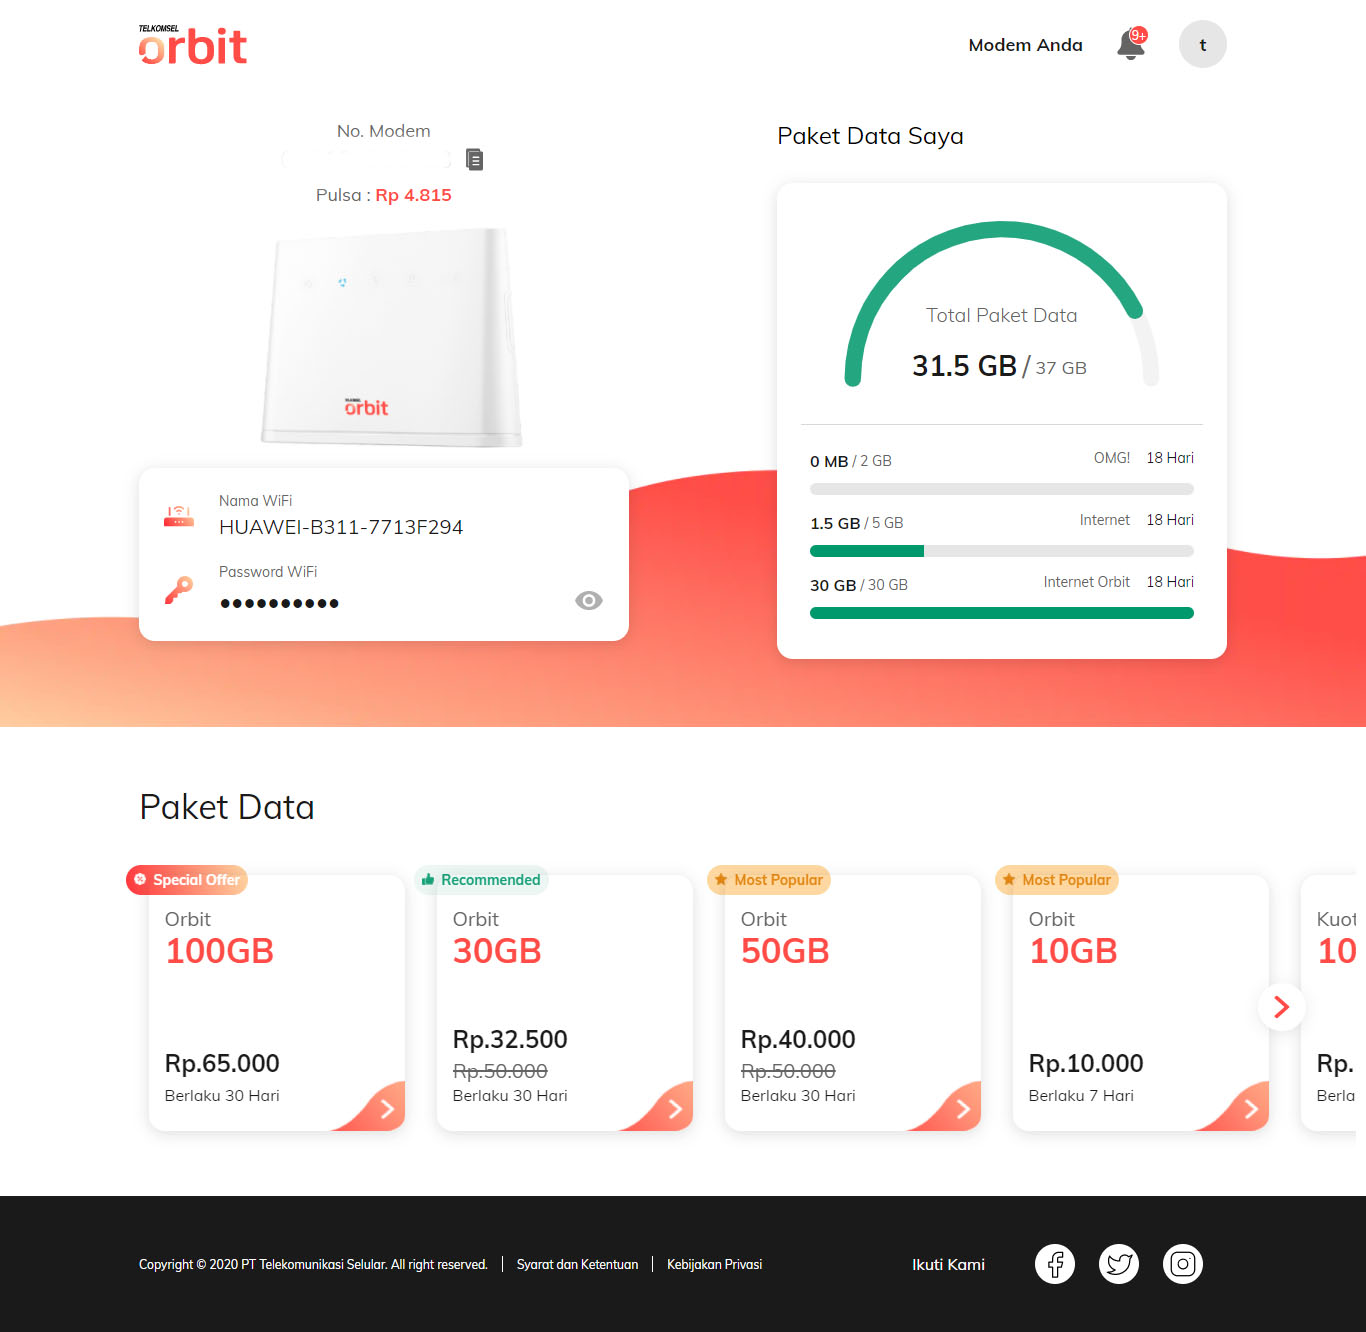 TELKOMSEL
orbit
Modem Anda
9+
t
No. Modem
Pulsa : Rp 4.815
orbit
Nama WiFi
HUAWEI-B311-7713F294
Password WiFi
●●●●●●●●●●
Paket Data Saya
Total Paket Data
31.5 GB / 37 GB
0 MB / 2 GB OMG! 18 Hari
1.5 GB / 5 GB Internet 18 Hari
30 GB / 30 GB Internet Orbit 18 Hari
Paket Data
Special Offer
Orbit
100GB
Rp.65.000
Berlaku 30 Hari
Recommended
Orbit
30GB
Rp.32.500
Rp.50.000
Berlaku 30 Hari
Most Popular
Orbit
50GB
Rp.40.000
Rp.50.000
Berlaku 30 Hari
Most Popular
Orbit
10GB
Rp.10.000
Berlaku 7 Hari
Kuot
10
Rp.
Berla
Copyright © 2020 PT Telekomunikasi Selular. All right reserved. | Syarat dan Ketentuan | Kebijakan Privasi
Ikuti Kami